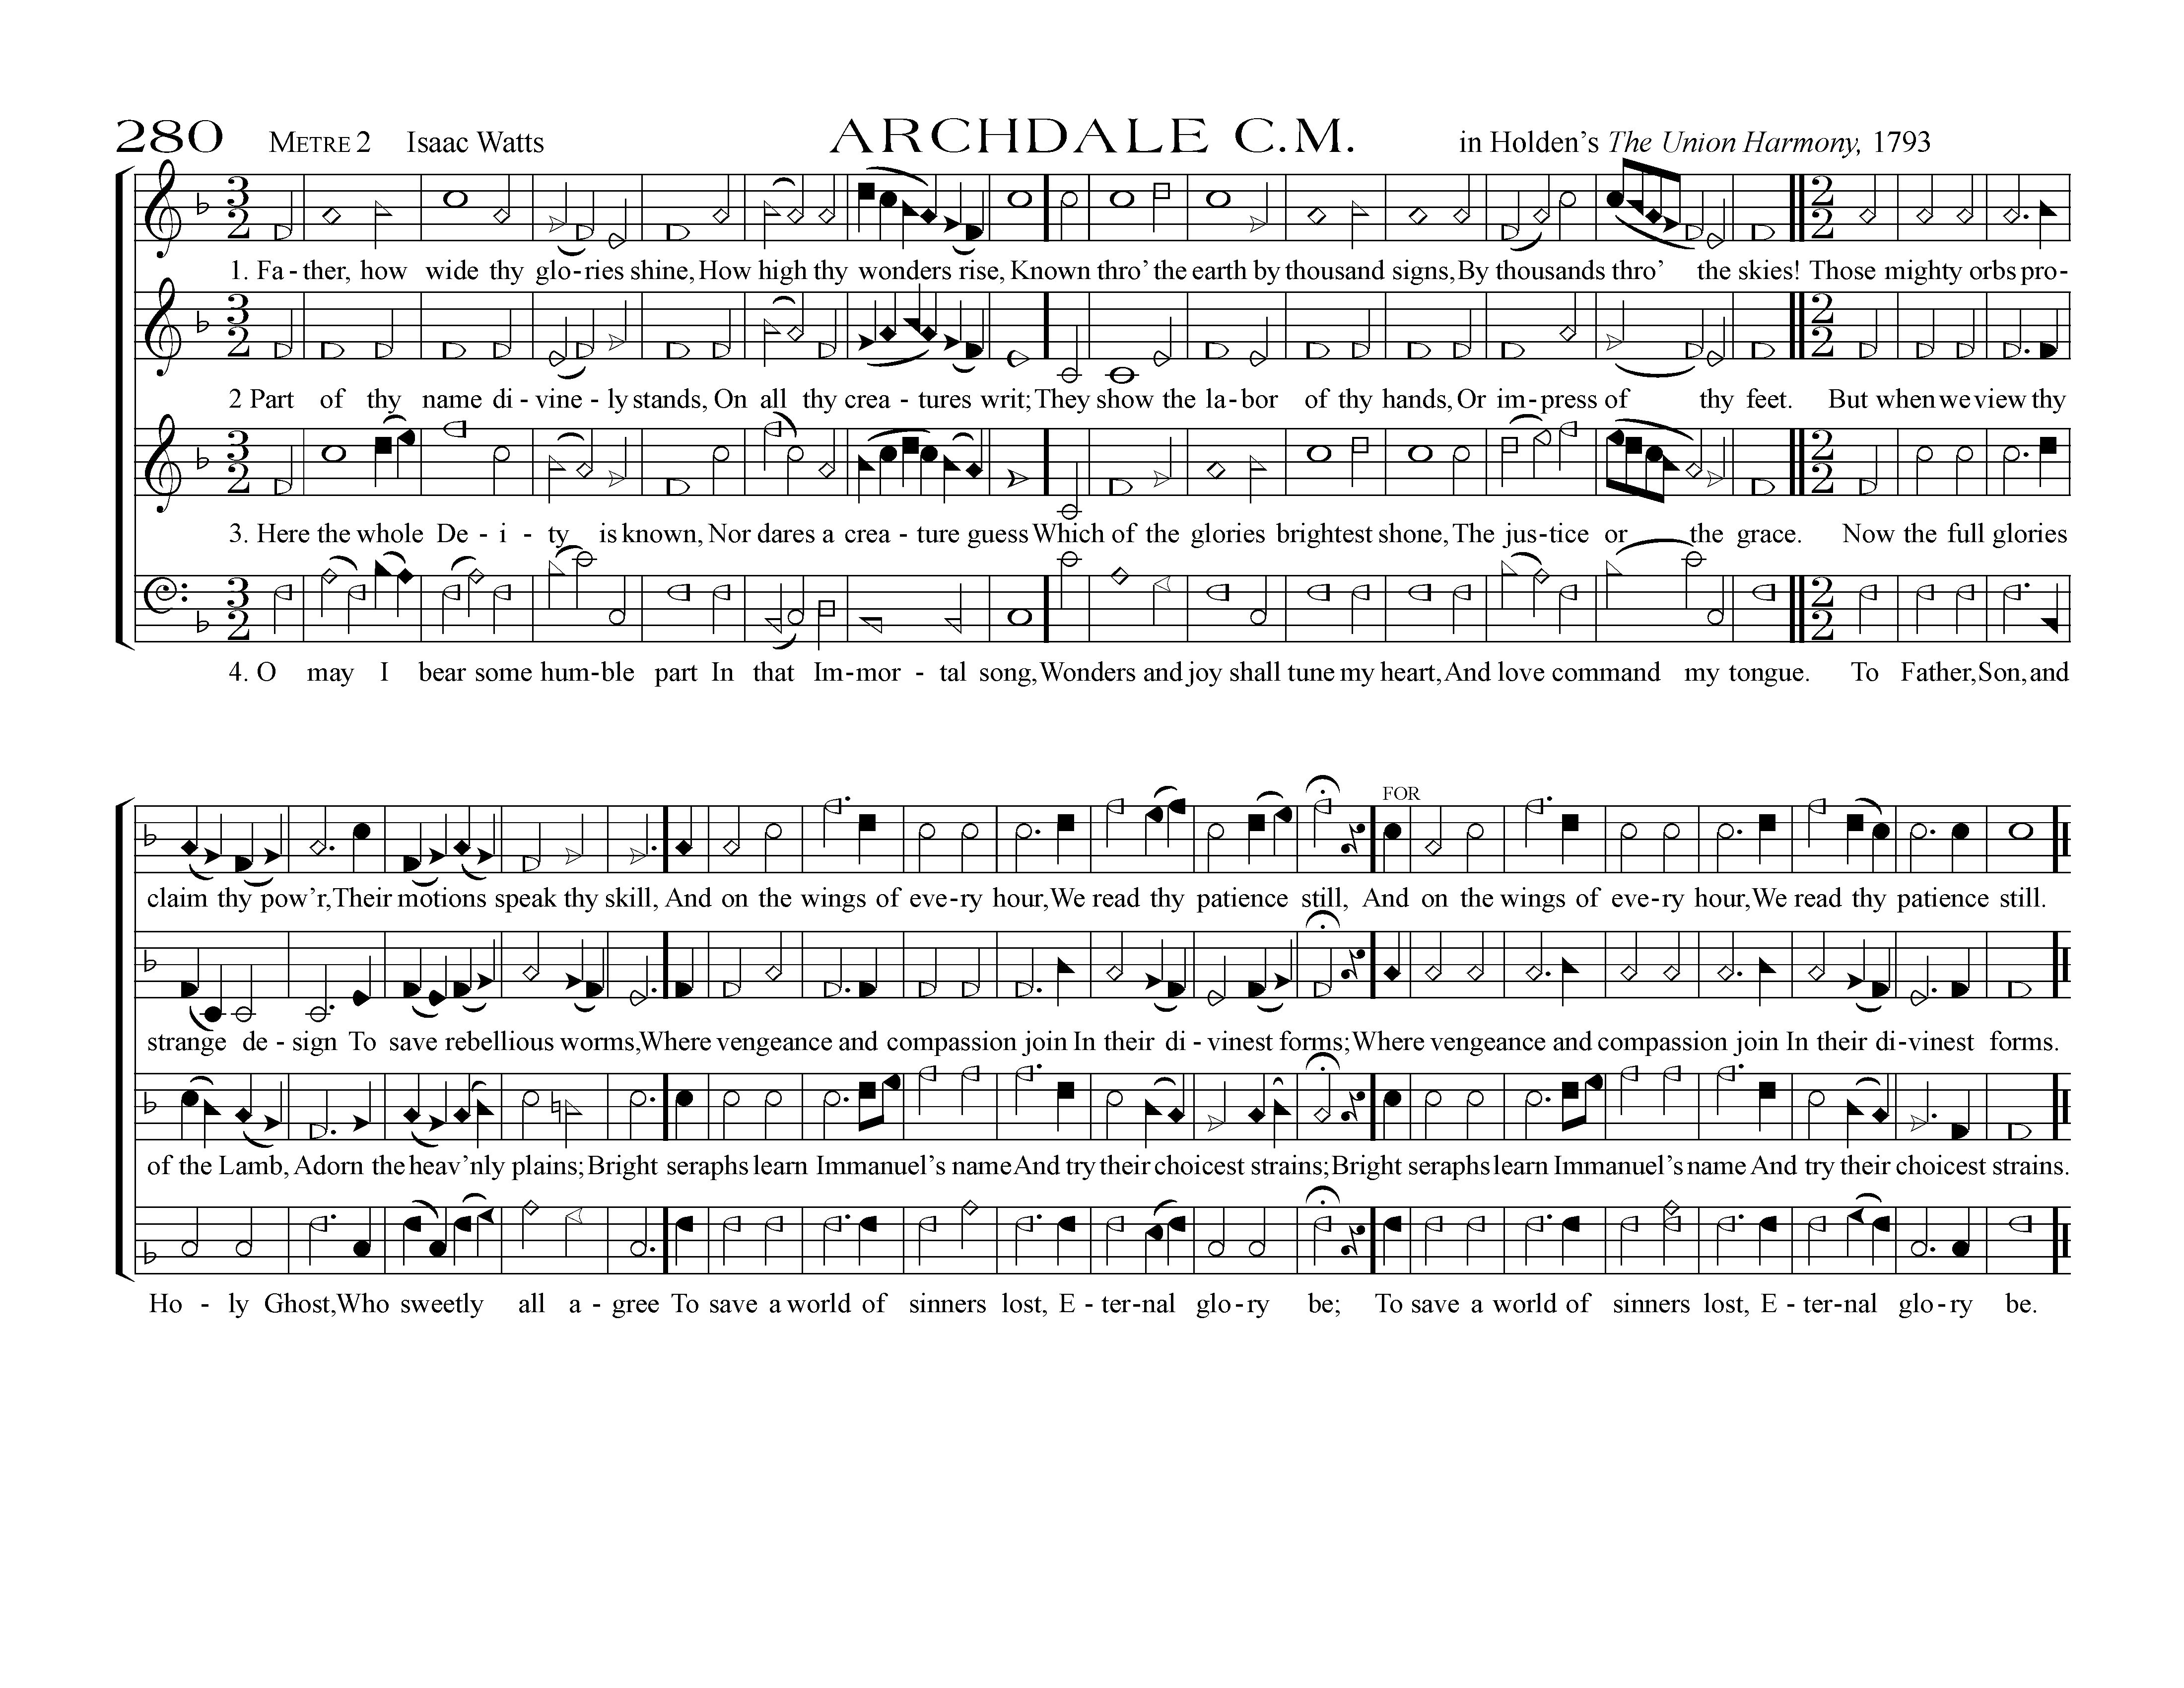 280 METRE 2 Isaac Watts ARCHDALE C.M. in Holden’s The Union Harmony, 1793
1. Fa - ther, how wide thy glo - ries shine, How high thy wonders rise, Known thro’ the earth by thousand signs, By thousands thro’ the skies! Those mighty orbs pro-
2 Part of thy name di - vine - ly stands, On all thy crea - tures writ; They show the la - bor of thy hands, Or im - press of thy feet. But when we view thy
3. Here the whole De - i - ty is known, Nor dares a crea - ture guess Which of the glories brightest shone, The jus - tice or the grace. Now the full glories
4. O may I bear some hum - ble part In that Im - mor - tal song, Wonders and joy shall tune my heart, And love command my tongue. To Father, Son, and
FOR
claim thy pow’r, Their motions speak thy skill, And on the wings of eve - ry hour, We read thy patience still, And on the wings of eve - ry hour, We read thy patience still.
strange de - sign To save rebellious worms, Where vengeance and compassion join In their di - vinest forms; Where vengeance and compassion join In their di - vinest forms.
of the Lamb, Adorn the heav’nly plains; Bright seraphs learn Immanuel’s name And try their choicest strains; Bright seraphs learn Immanuel’s name And try their choicest strains.
Ho - ly Ghost, Who sweetly all a - gree To save a world of sinners lost, E - ter - nal glo - ry be; To save a world of sinners lost, E - ter - nal glo - ry be.